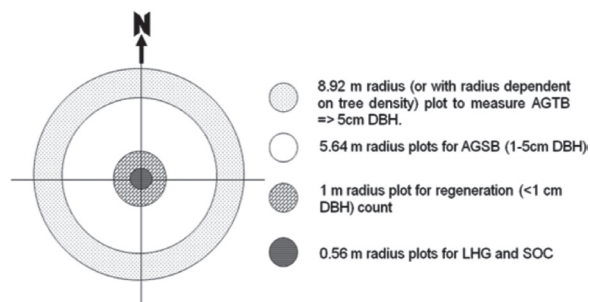 N
8.92 m radius (or with radius dependent
on tree density) plot to measure AGTB
=> 5cm DBH.
5.64 m radius plots for AGSB (1-5cm DBH)
1 m radius plot for regeneration (<1 cm
DBH) count
0.56 m radius plots for LHG and SOC